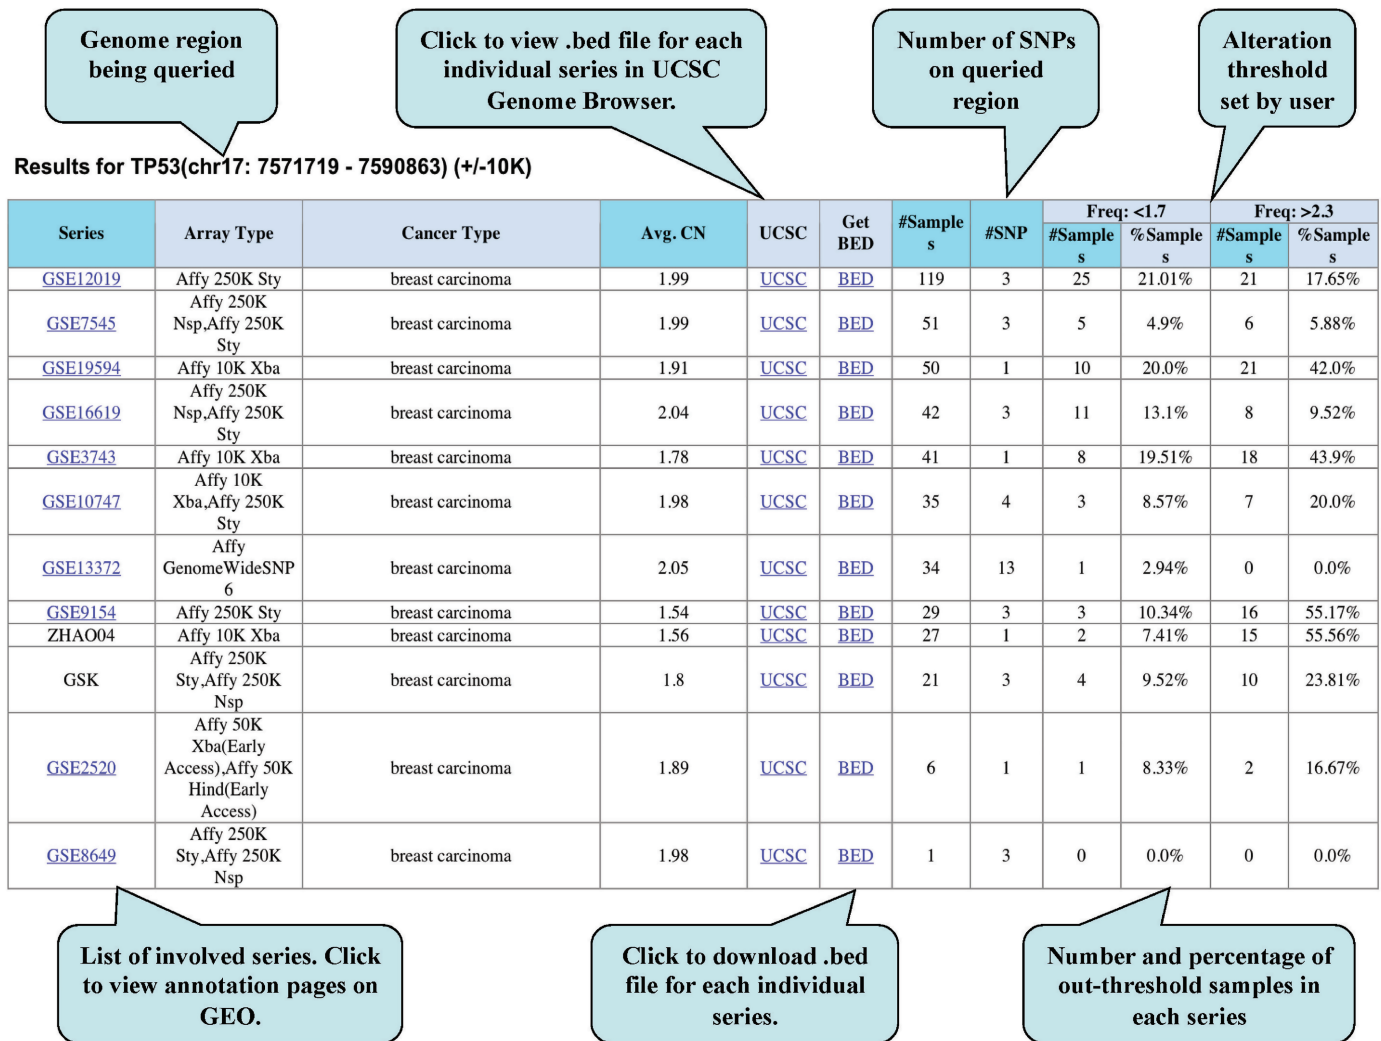 Genome region
being queried
Click to view .bed file for each
individual series in UCSC
Genome Browser.
Number of SNPs
on queried
region
Alteration
threshold
set by user
Results for TP53(chr17: 7571719 - 7590863) (+/-10K)
Series Array Type Cancer Type Avg. CN UCSC Get BED #Samples #SNP Freq: <1.7 Freq: >2.3
#Samples %Samples #Samples %Samples
GSE12019 Affy 250K Sty breast carcinoma 1.99 UCSC BED 119 3 25 21.01% 21 17.65%
Affy 250K
GSE7545 Nsp,Affy 250K breast carcinoma 1.99 UCSC BED 51 3 5 4.9% 6 5.88%
Sty
GSE19594 Affy 10K Xba breast carcinoma 1.91 UCSC BED 50 1 10 20.0% 21 42.0%
Affy 250K
GSE16619 Nsp,Affy 250K breast carcinoma 2.04 UCSC BED 42 3 11 13.1% 8 9.52%
Sty
GSE3743 Affy 10K Xba breast carcinoma 1.78 UCSC BED 41 1 8 19.51% 18 43.9%
Affy 10K
GSE10747 Xba,Affy 250K breast carcinoma 1.98 UCSC BED 35 4 3 8.57% 7 20.0%
Sty
Affy
GSE13372 GenomeWideSNP breast carcinoma 2.05 UCSC BED 34 13 1 2.94% 0 0.0%
6
GSE9154 Affy 250K Sty breast carcinoma 1.54 UCSC BED 29 3 3 10.34% 16 55.17%
ZHAO04 Affy 10K Xba breast carcinoma 1.56 UCSC BED 27 1 2 7.41% 15 55.56%
Affy 250K
GSK Sty,Affy 250K breast carcinoma 1.8 UCSC BED 21 3 4 9.52% 10 23.81%
Nsp
Affy 50K
Xba(Early
GSE2520 Access),Affy 50K breast carcinoma 1.89 UCSC BED 6 1 1 8.33% 2 16.67%
Hind(Early
Access)
Affy 250K
GSE8649 Sty,Affy 250K breast carcinoma 1.98 UCSC BED 1 3 0 0.0% 0 0.0%
Nsp
List of involved series. Click
to view annotation pages on
GEO.
Click to download .bed
file for each individual
series.
Number and percentage of
out-threshold samples in
each series